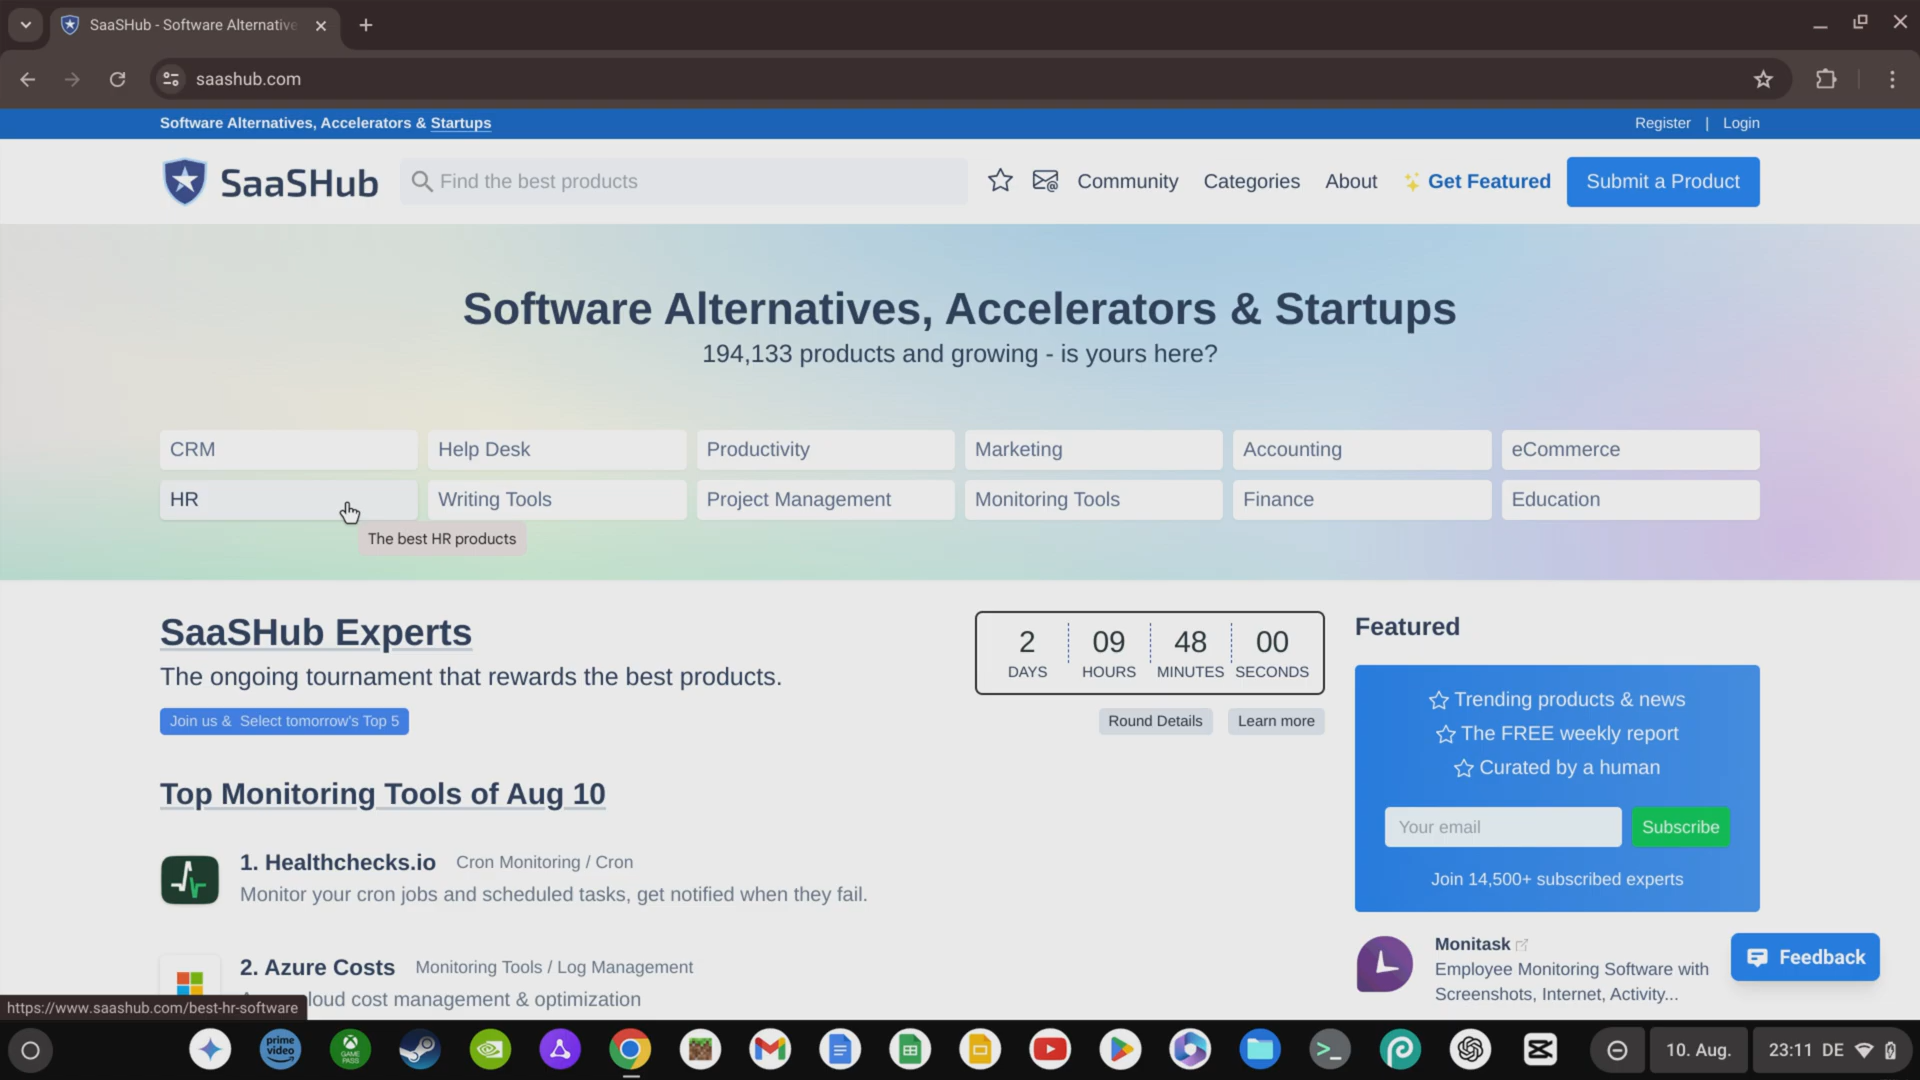 SaaSHub - Software Alternative
saashub.com
Software Alternatives, Accelerators & Startups
Register | Login
SaaSHub
Find the best products
Community
Categories
About
Get Featured
Submit a Product
Software Alternatives, Accelerators & Startups
194,133 products and growing - is yours here?
CRM
Help Desk
Productivity
Marketing
Accounting
eCommerce
HR
Writing Tools
Project Management
Monitoring Tools
Finance
Education
The best HR products
SaaSHub Experts
The ongoing tournament that rewards the best products.
Join us & Select tomorrow's Top 5
2 09 48 00
DAYS HOURS MINUTES SECONDS
Round Details
Learn more
Top Monitoring Tools of Aug 10
1. Healthchecks.io Cron Monitoring / Cron
Monitor your cron jobs and scheduled tasks, get notified when they fail.
2. Azure Costs Monitoring Tools / Log Management
loud cost management & optimization
Featured
Trending products & news
The FREE weekly report
Curated by a human
Your email
Subscribe
Join 14,500+ subscribed experts
Monitask
Employee Monitoring Software with
Screenshots, Internet, Activity...
Feedback
https://www.saashub.com/best-hr-software
prime video
GAME PASS
10. Aug.
23:11 DE